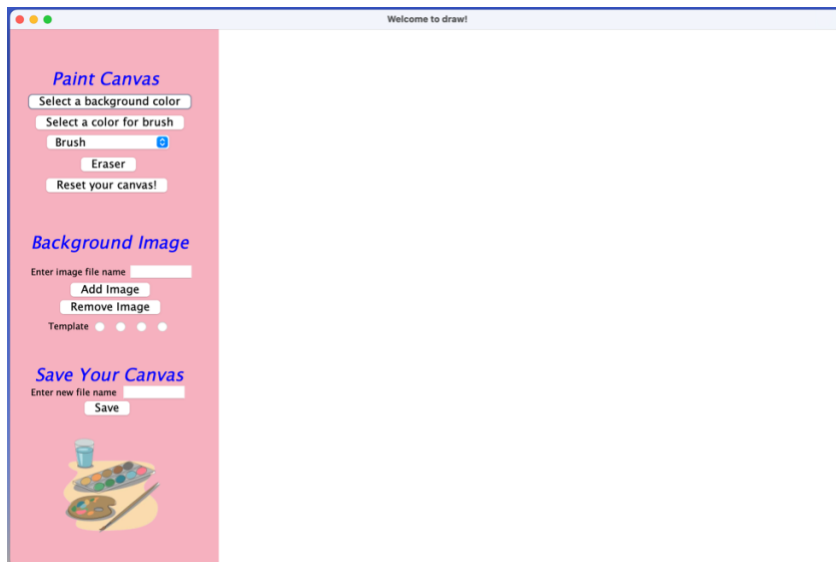 Welcome to draw!
Paint Canvas
Select a background color
Select a color for brush
Brush
Eraser
Reset your canvas!
Background Image
Enter image file name
Add Image
Remove Image
Template
Save Your Canvas
Enter new file name
Save